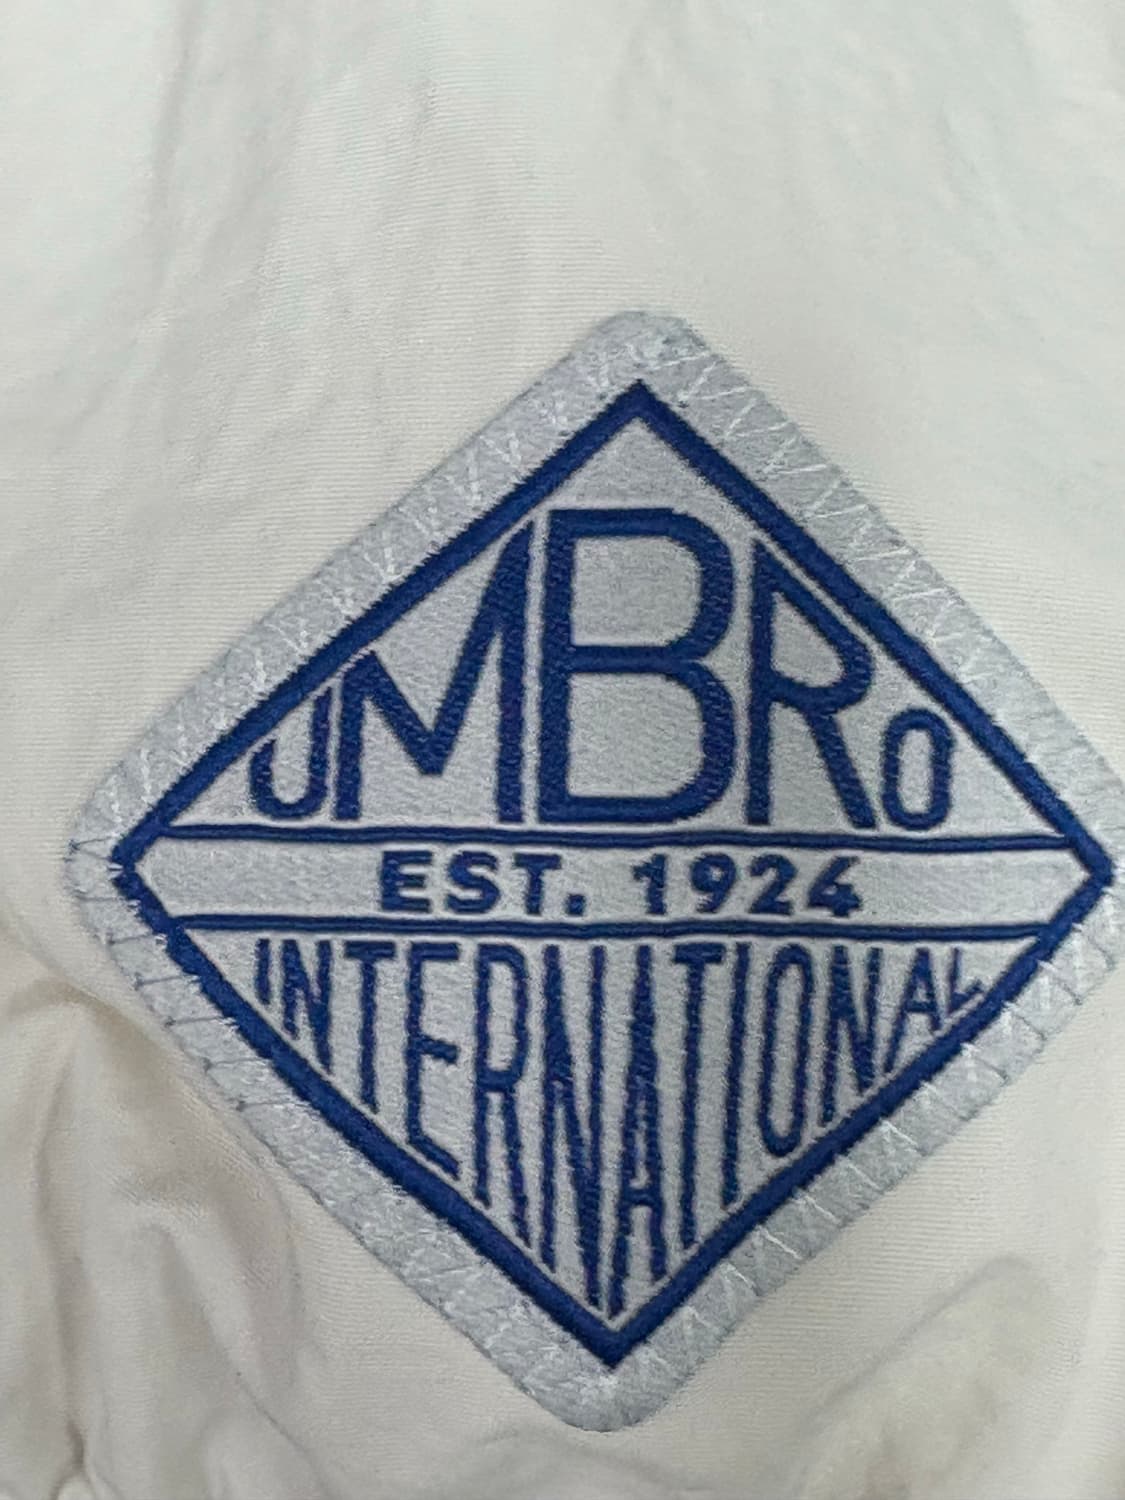 UMBRO
EST. 1924
INTERNATIONAL